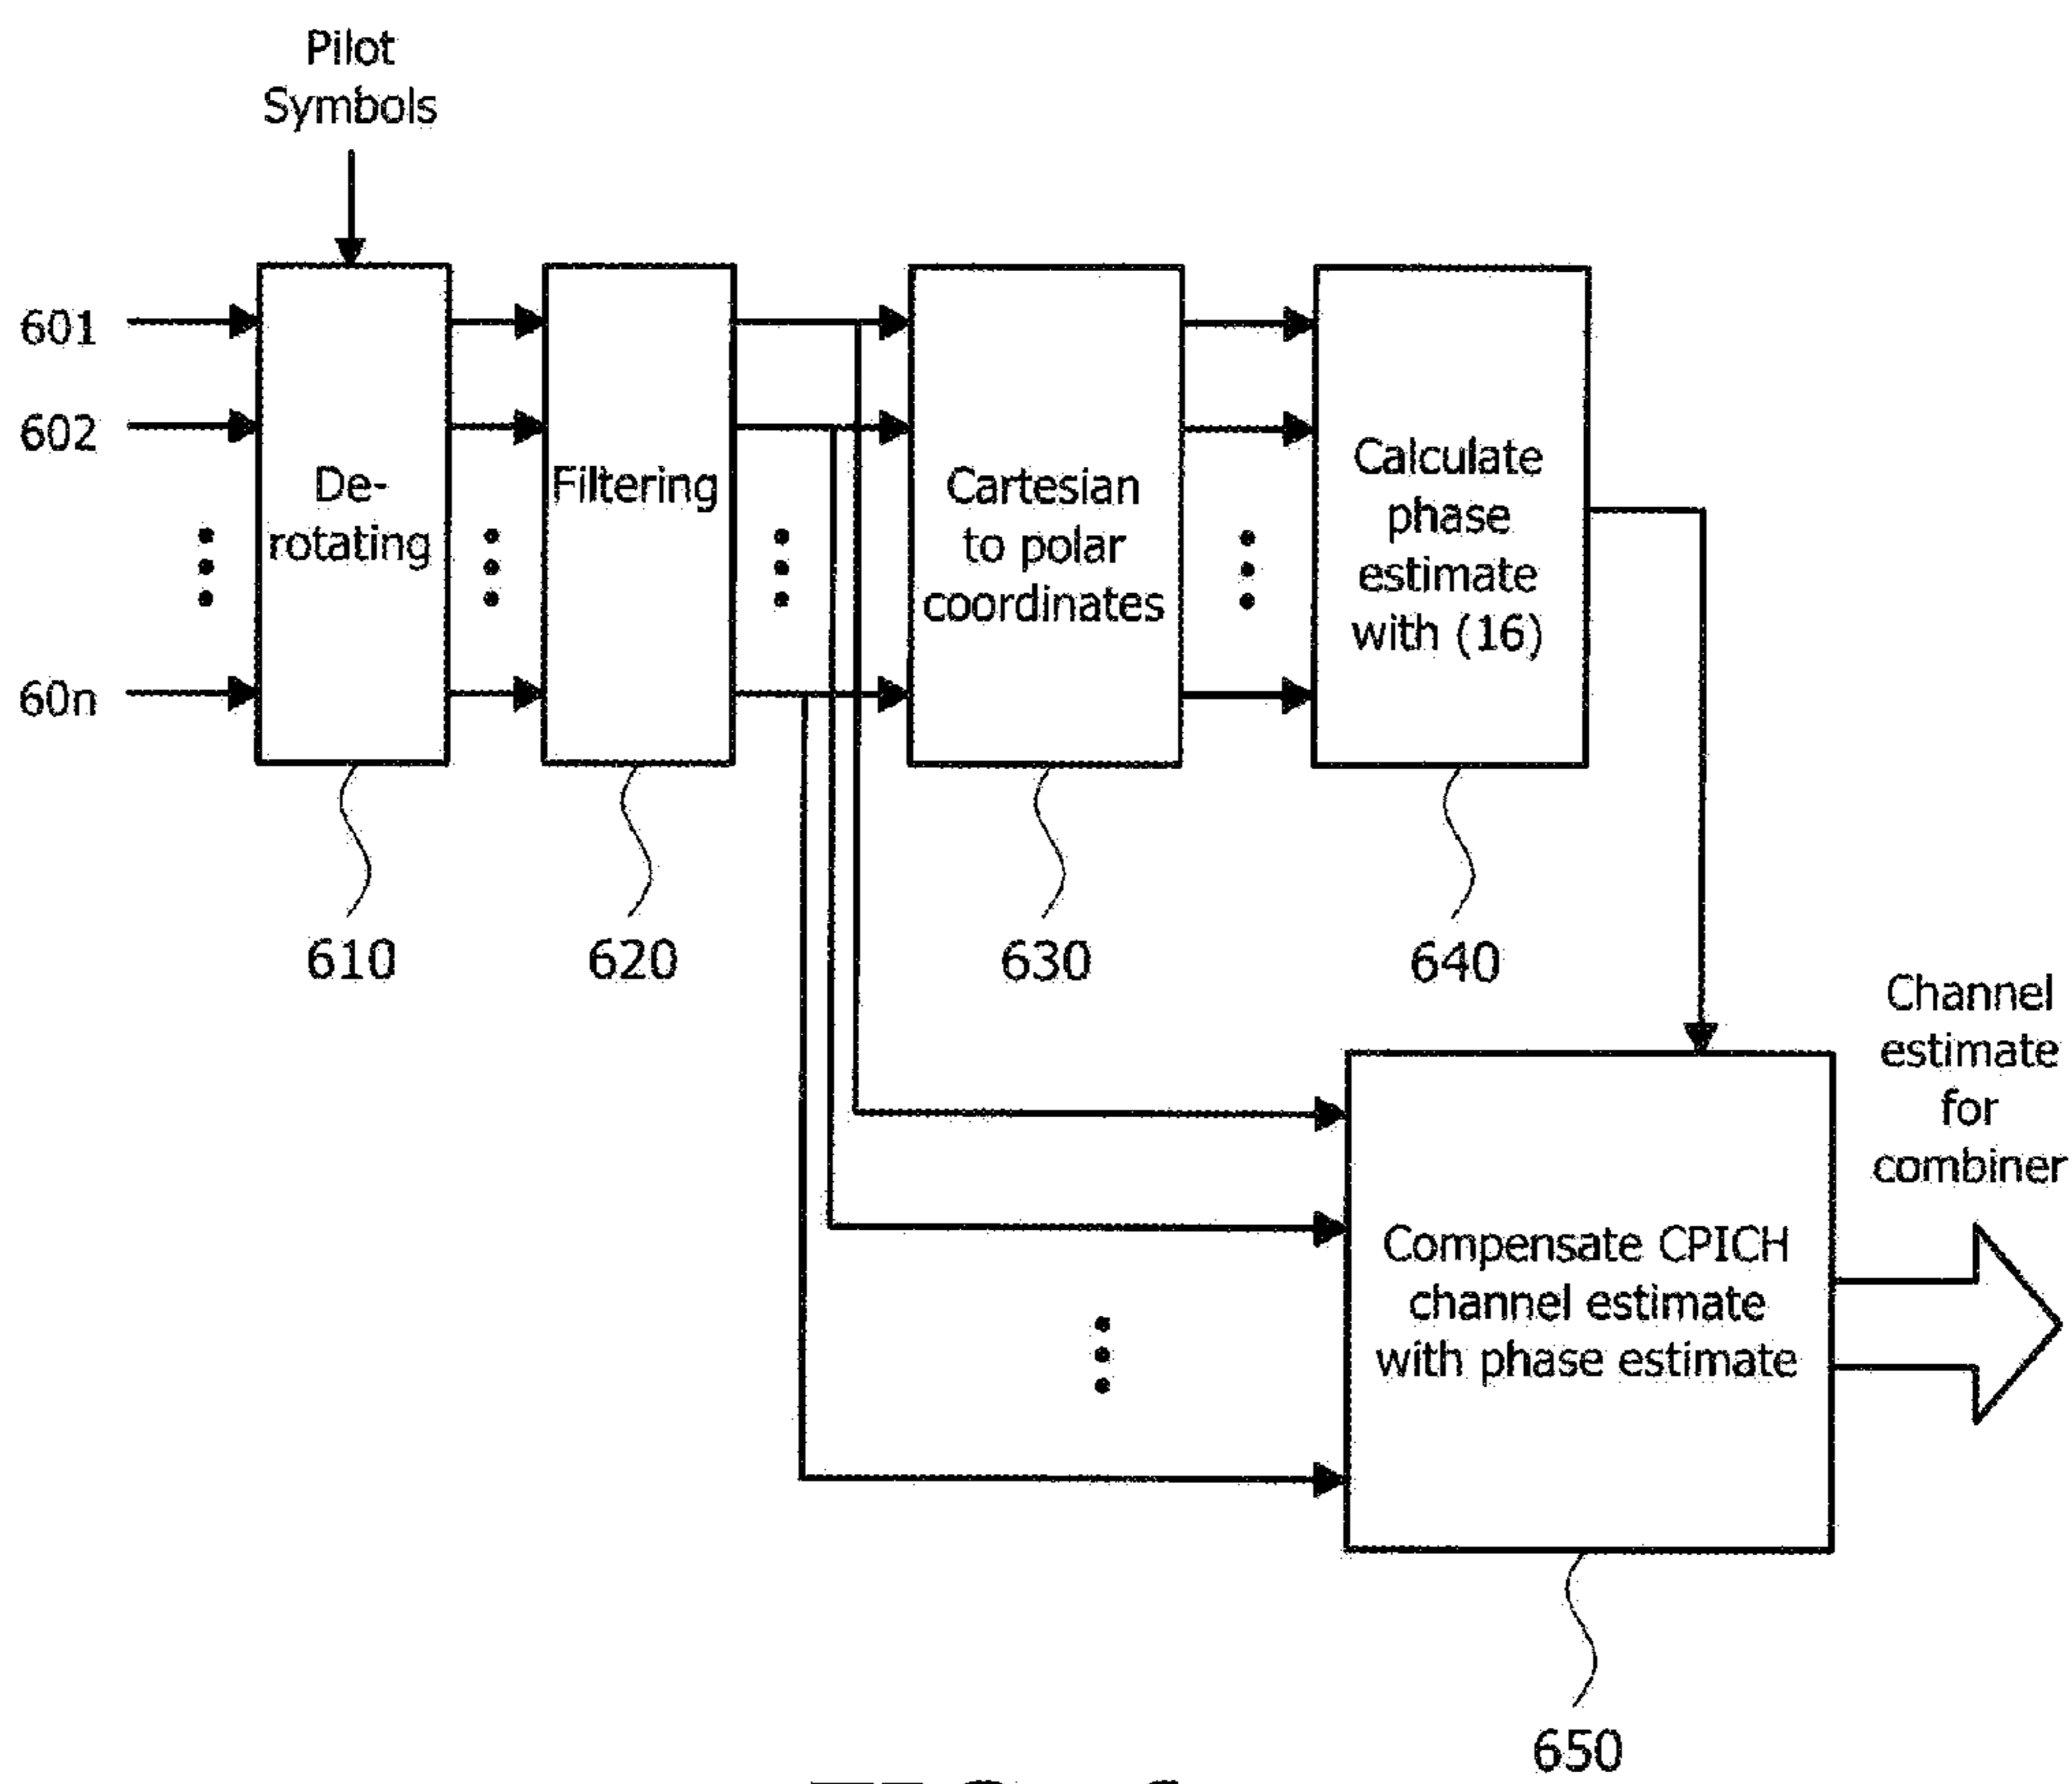 Pilot
Symbols
601
602
60n
De-
rotating
Filtering
Cartesian
to polar
coordinates
Calculate
phase
estimate
with (16)
610
620
630
640
Channel
estimate
for
combiner
Compensate CPICH
channel estimate
with phase estimate
650